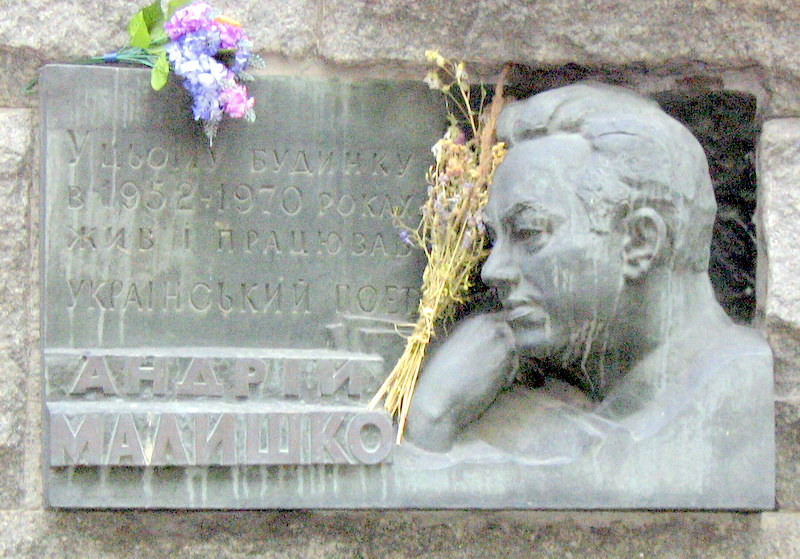 У ЦЬОМУ БУДИНКУ
В 1952-1970 РОКАХ
ЖИВ І ПРАЦЮВАВ
УКРАЇНСЬКИЙ ПОЕТ
АНДРІЙ
МАЛИШКО